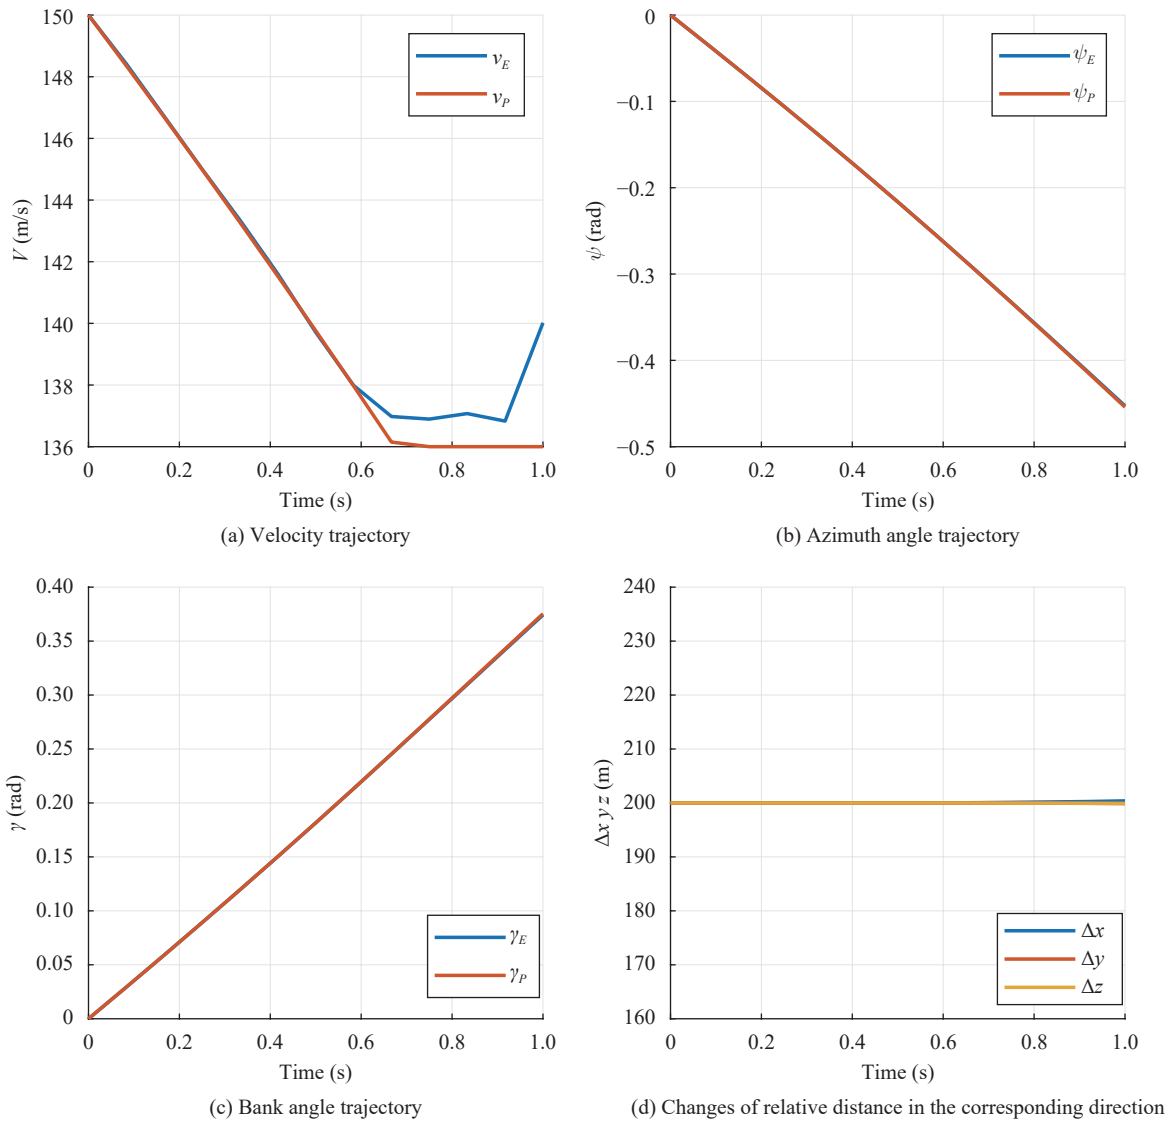 150
148
146
144
142
140
138
136
V (m/s)
v_E
v_P
0 0.2 0.4 0.6 0.8 1.0
Time (s)
(a) Velocity trajectory
0
−0.1
−0.2
−0.3
−0.4
−0.5
ψ (rad)
ψ_E
ψ_P
0 0.2 0.4 0.6 0.8 1.0
Time (s)
(b) Azimuth angle trajectory
0.40
0.35
0.30
0.25
0.20
0.15
0.10
0.05
0
γ (rad)
γ_E
γ_P
0 0.2 0.4 0.6 0.8 1.0
Time (s)
(c) Bank angle trajectory
240
230
220
210
200
190
180
170
160
Δx y z (m)
Δx
Δy
Δz
0 0.2 0.4 0.6 0.8 1.0
Time (s)
(d) Changes of relative distance in the corresponding direction